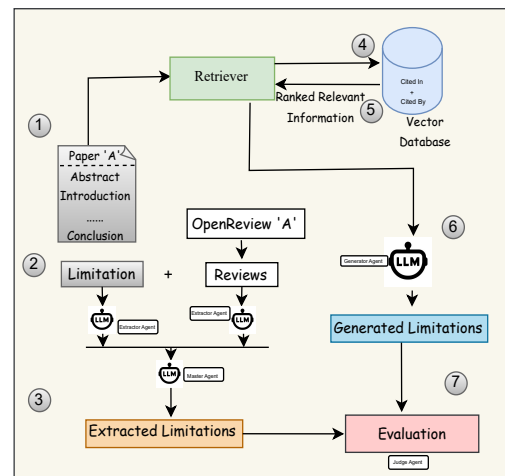 4
Retriever
Cited In
+
Cited By
Ranked Relevant
Information
5
Vector
Database
1
Paper 'A'
Abstract
Introduction
......
Conclusion
OpenReview 'A'
6
Generator Agent
LLM
2
Limitation
+
Reviews
LLM
Extractor Agent
Extractor Agent
LLM
Generated Limitations
LLM
Master Agent
3
7
Extracted Limitations
Evaluation
Judge Agent